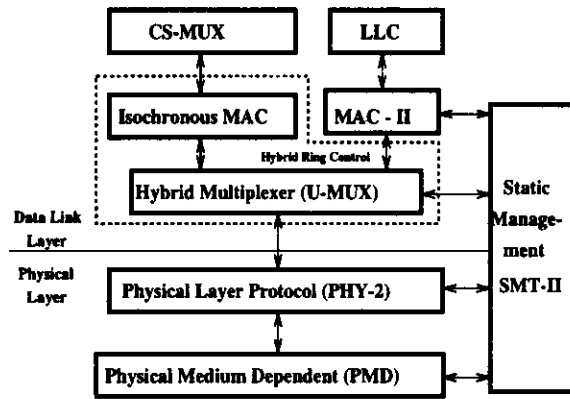 CS-MUX
LLC
Isochronous MAC
MAC - II
Hybrid Ring Control
Hybrid Multiplexer (U-MUX)
Static
Manage-
ment
SMT-II
Data Link
Layer
Physical
Layer
Physical Layer Protocol (PHY-2)
Physical Medium Dependent (PMD)